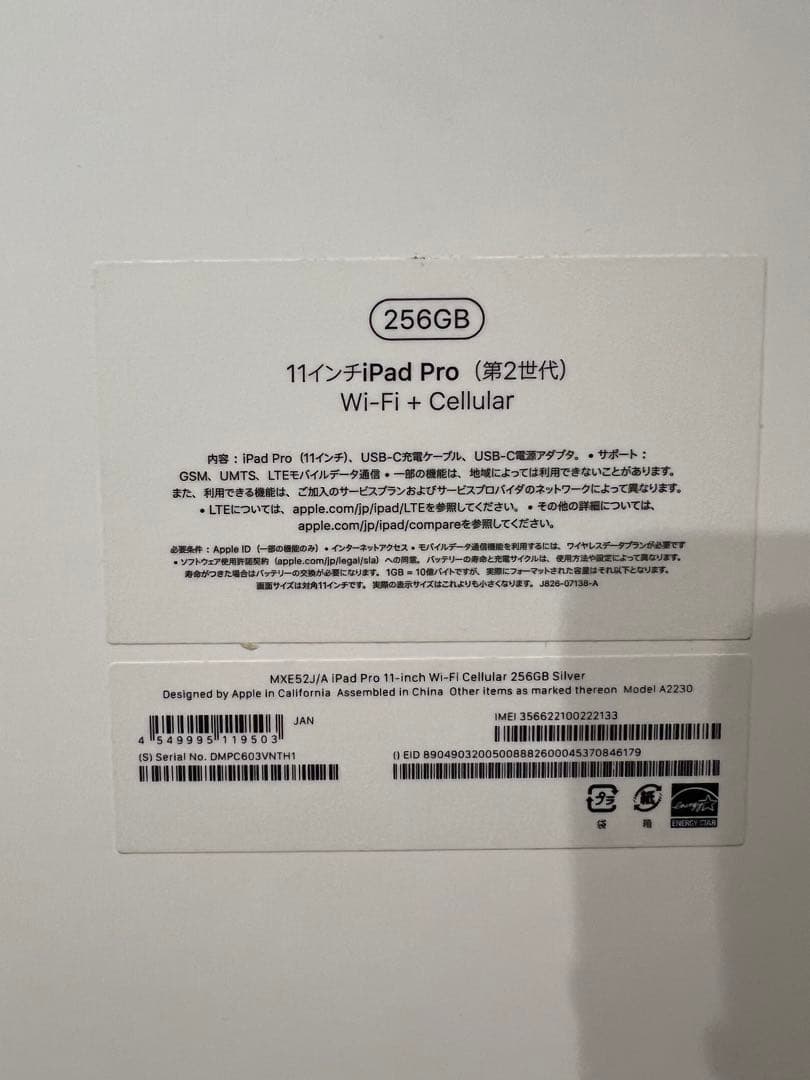 256GB
11インチiPad Pro（第2世代）
Wi-Fi + Cellular
内容：iPad Pro（11インチ）、USB-C充電ケーブル、USB-C電源アダプタ。• サポート：
GSM、UMTS、LTEモバイルデータ通信 • 一部の機能は、地域によっては利用できないことがあります。
また、利用できる機能は、ご加入のサービスプランおよびサービスプロバイダのネットワークによって異なります。
• LTEについては、apple.com/jp/ipad/LTEを参照してください。• その他の詳細については、
apple.com/jp/ipad/compareを参照してください。
必要条件：Apple ID（一部の機能のみ）• インターネットアクセス • モバイルデータ通信機能を利用するには、ワイヤレスデータプランが必要です
• ソフトウェア使用許諾契約（apple.com/jp/legal/sla）への同意。バッテリーの寿命と充電サイクルは、使用方法や設定によって異なります。
寿命がつきた場合はバッテリーの交換が必要になります。1GB = 10億バイトですが、実際にフォーマットされた容量はそれ以下となります。
画面サイズは対角11インチです。実際の表示サイズはこれよりも小さくなります。J826-07138-A
MXE52J/A iPad Pro 11-inch Wi-Fi Cellular 256GB Silver
Designed by Apple in California Assembled in China Other items as marked thereon Model A2230
JAN
4 549995 119503
IMEI 356622100222133
(S) Serial No. DMPC603VNTH1
() EID 89049032005008882600045370846179
プラ
紙
袋
箱
energy
ENERGY STAR